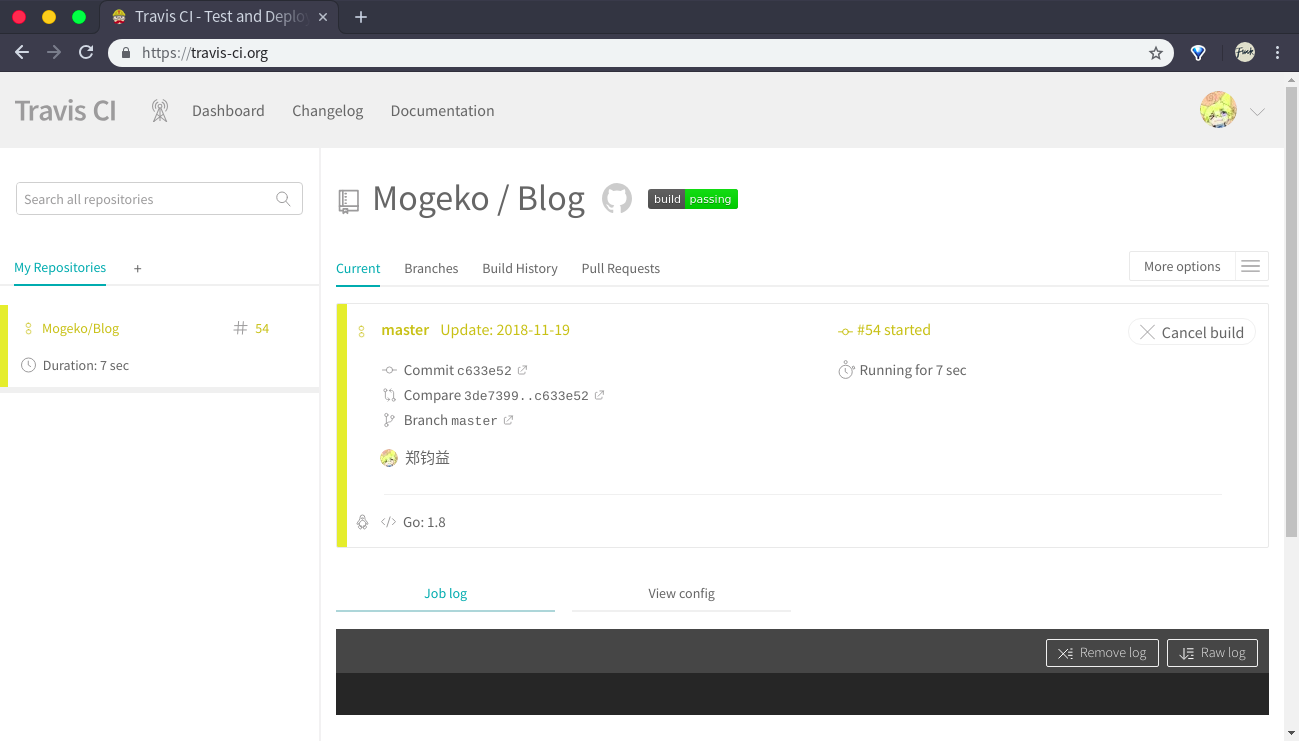 Travis CI - Test and Deplo
https://travis-ci.org
Travis CI
Dashboard
Changelog
Documentation
Search all repositories
My Repositories
+
Mogeko/Blog
# 54
Duration: 7 sec
Mogeko / Blog
build passing
Current
Branches
Build History
Pull Requests
More options
master Update: 2018-11-19
Commit c633e52
Compare 3de7399..c633e52
Branch master
郑钧益
#54 started
Running for 7 sec
Cancel build
</> Go: 1.8
Job log
View config
Remove log
Raw log